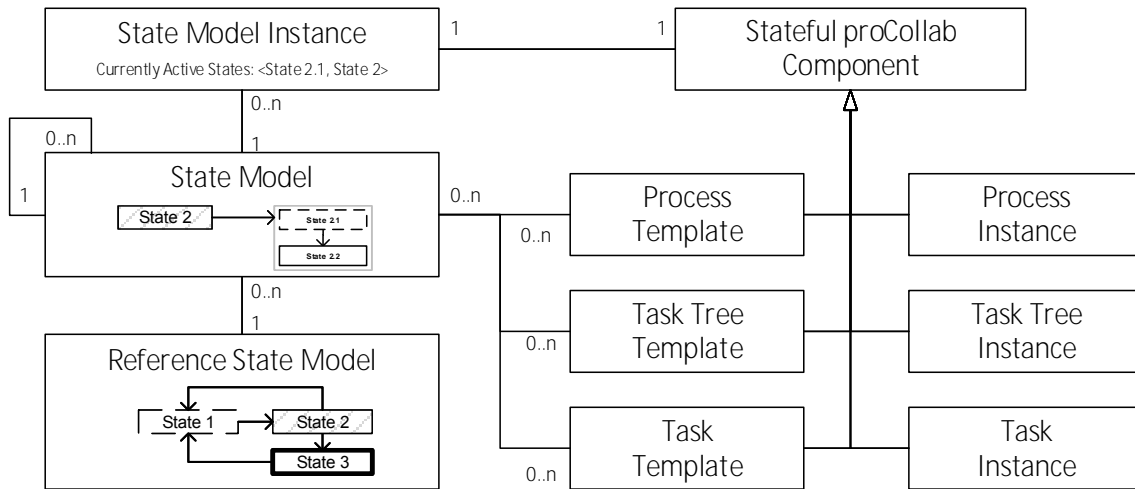 State Model Instance
Currently Active States: <State 2.1, State 2>
1
1
Stateful proCollab
Component
0..n
1
0..n
1
State Model
State 2
State 2.1
State 2.2
0..n
0..n
Process
Template
Process
Instance
0..n
1
Reference State Model
State 1
State 2
State 3
0..n
Task Tree
Template
Task Tree
Instance
0..n
Task
Template
Task
Instance